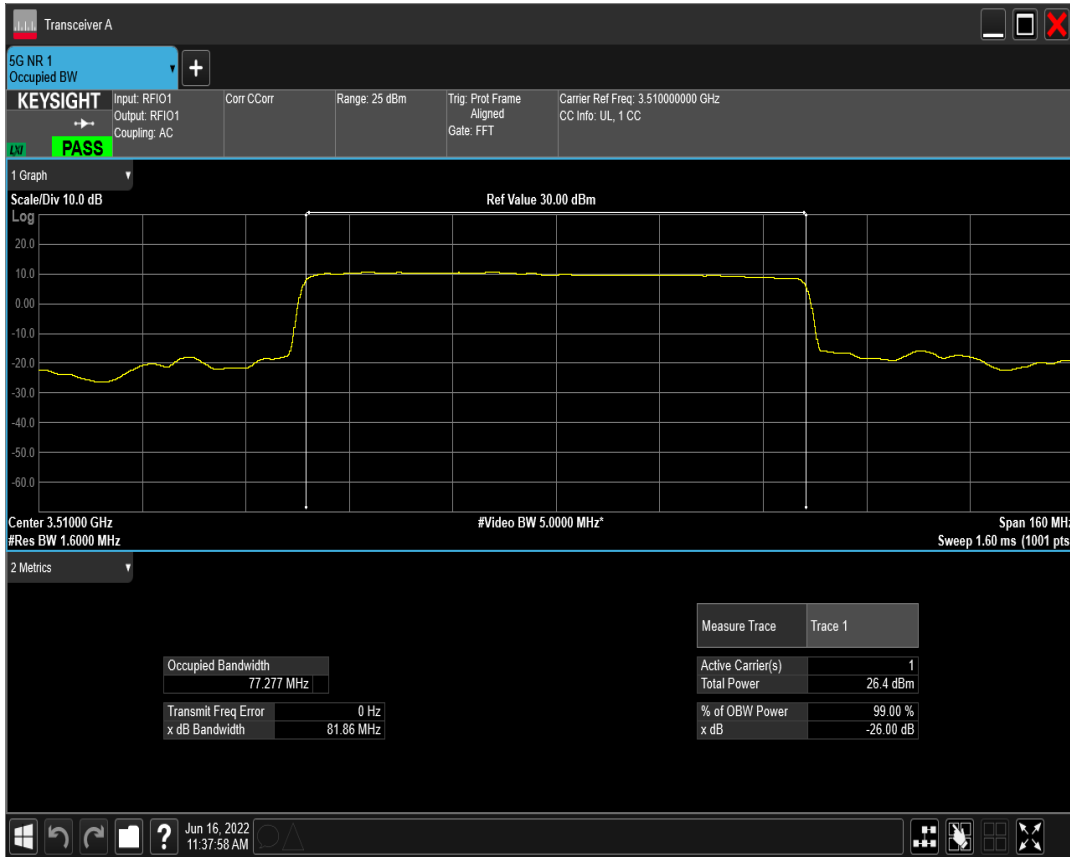 Transceiver A
5G NR 1
Occupied BW
+
KEYSIGHT
LXI
PASS
Input: RFIO1
Output: RFIO1
Coupling: AC
Corr CCorr
Range: 25 dBm
Trig: Prot Frame
Aligned
Gate: FFT
Carrier Ref Freq: 3.510000000 GHz
CC Info: UL, 1 CC
1 Graph
Scale/Div 10.0 dB
Ref Value 30.00 dBm
Log
20.0
10.0
0.00
-10.0
-20.0
-30.0
-40.0
-50.0
-60.0
Center 3.51000 GHz
#Video BW 5.0000 MHz*
Span 160 MHz
#Res BW 1.6000 MHz
Sweep 1.60 ms (1001 pts
2 Metrics
Measure Trace Trace 1
Occupied Bandwidth
77.277 MHz
Active Carrier(s) 1
Total Power 26.4 dBm
Transmit Freq Error 0 Hz
x dB Bandwidth 81.86 MHz
% of OBW Power 99.00 %
x dB -26.00 dB
?
Jun 16, 2022
11:37:58 AM